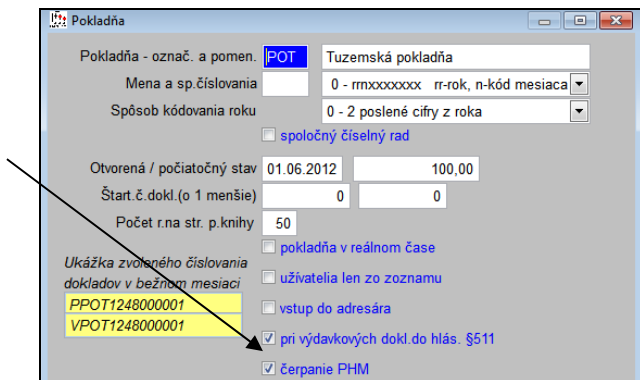 Pokladňa
Pokladňa - označ. a pomen. POT Tuzemská pokladňa
Mena a sp.číslovania 0 - rrnxxxxxxx rr-rok, n-kód mesiaca
Spôsob kódovania roku 0 - 2 poslené cifry z roka
spoločný číselný rad
Otvorená / počiatočný stav 01.06.2012 100,00
Štart.č.dokl.(o 1 menšie) 0 0
Počet r.na str. p.knihy 50
pokladňa v reálnom čase
Ukážka zvoleného číslovania
dokladov v bežnom mesiaci
užívatelia len zo zoznamu
PPOT1248000001
vstup do adresára
VPOT1248000001
pri výdavkových dokl.do hlás. §511
čerpanie PHM